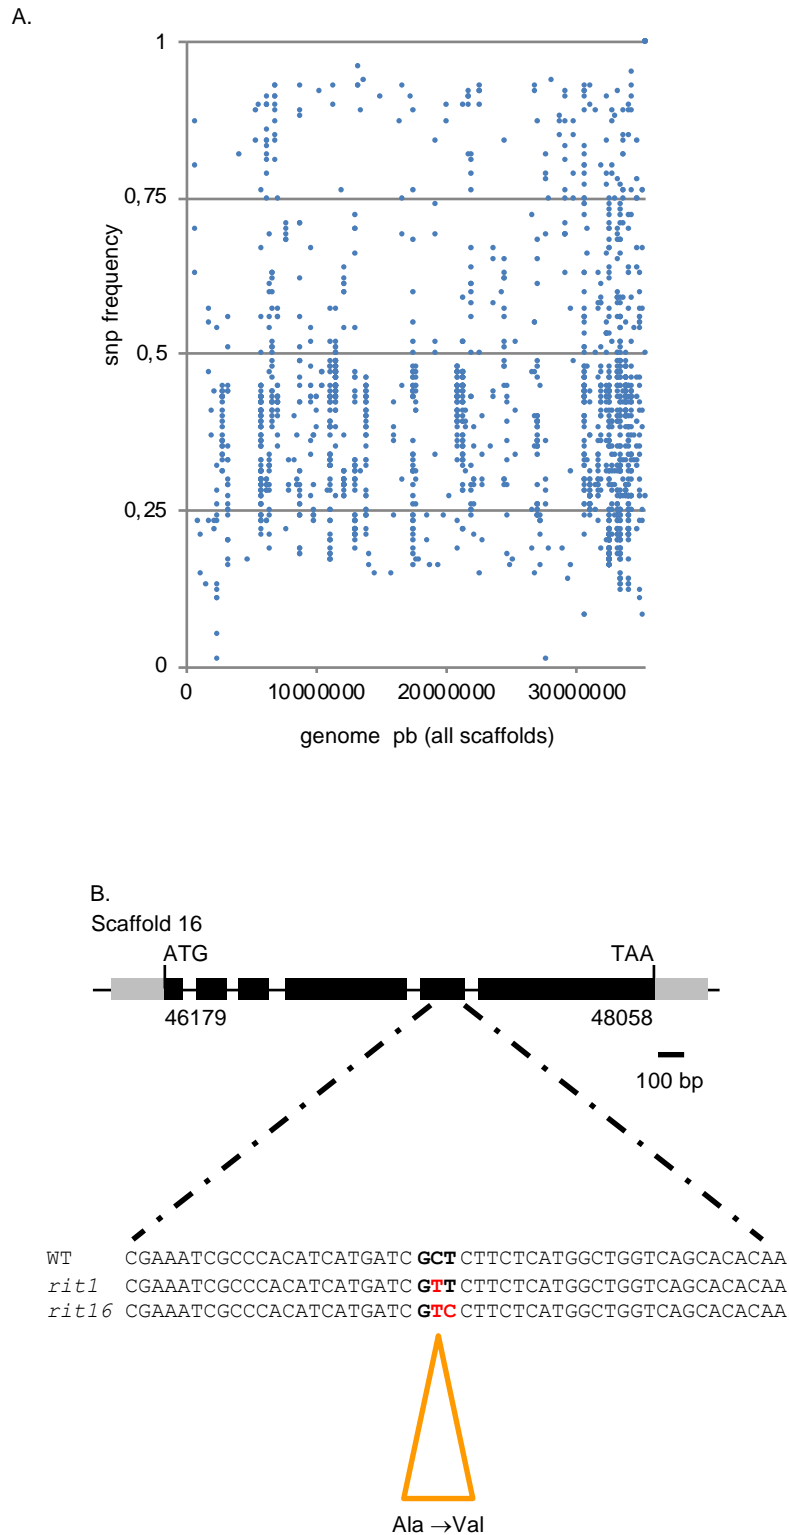 A.
1
0,75
0,5
0,25
0
snp frequency
0 10000000 20000000 30000000
genome pb (all scaffolds)
B.
Scaffold 16
ATG TAA
46179 48058
100 bp
WT CGAAATCGCCCACATCATGATC GCT CTTCTCATGGCTGGTCAGCACACAA
rit1 CGAAATCGCCCACATCATGATC GTT CTTCTCATGGCTGGTCAGCACACAA
rit16 CGAAATCGCCCACATCATGATC GTC CTTCTCATGGCTGGTCAGCACACAA
Ala →Val